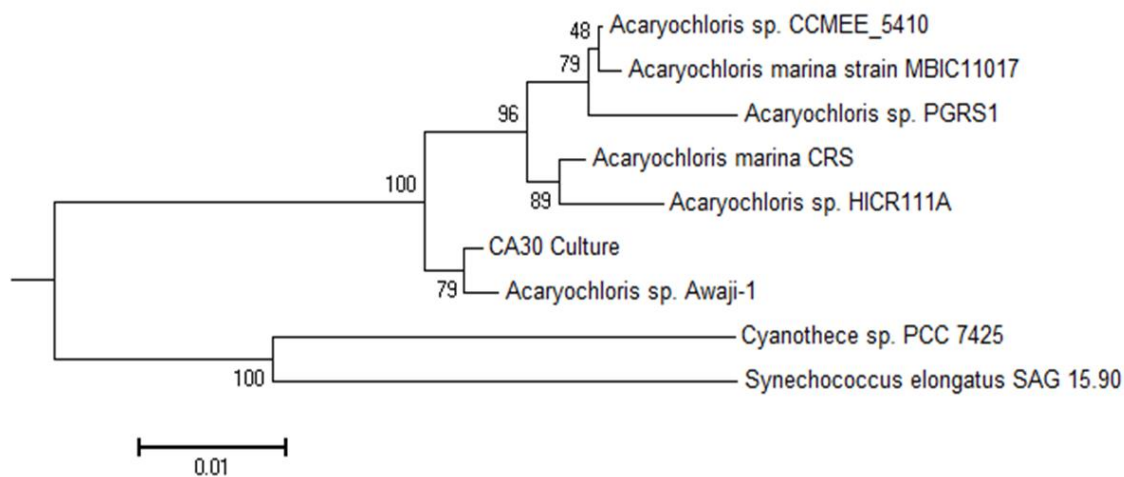 48 Acaryochloris sp. CCMEE_5410
79 Acaryochloris marina strain MBIC11017
Acaryochloris sp. PGRS1
96
Acaryochloris marina CRS
100
89 Acaryochloris sp. HICR111A
CA30 Culture
79 Acaryochloris sp. Awaji-1
Cyanothece sp. PCC 7425
100 Synechococcus elongatus SAG 15.90
0.01